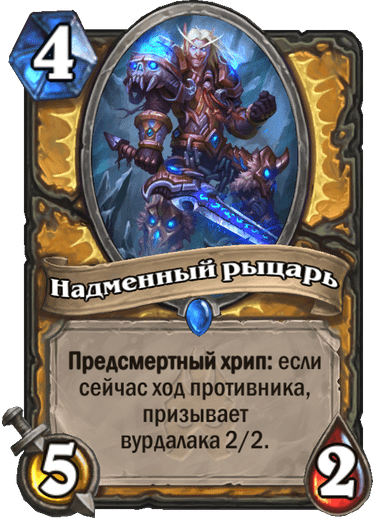 4
Надменный рыцарь
Предсмертный хрип: если
сейчас ход противника,
призывает
вурдалака 2/2.
5
2